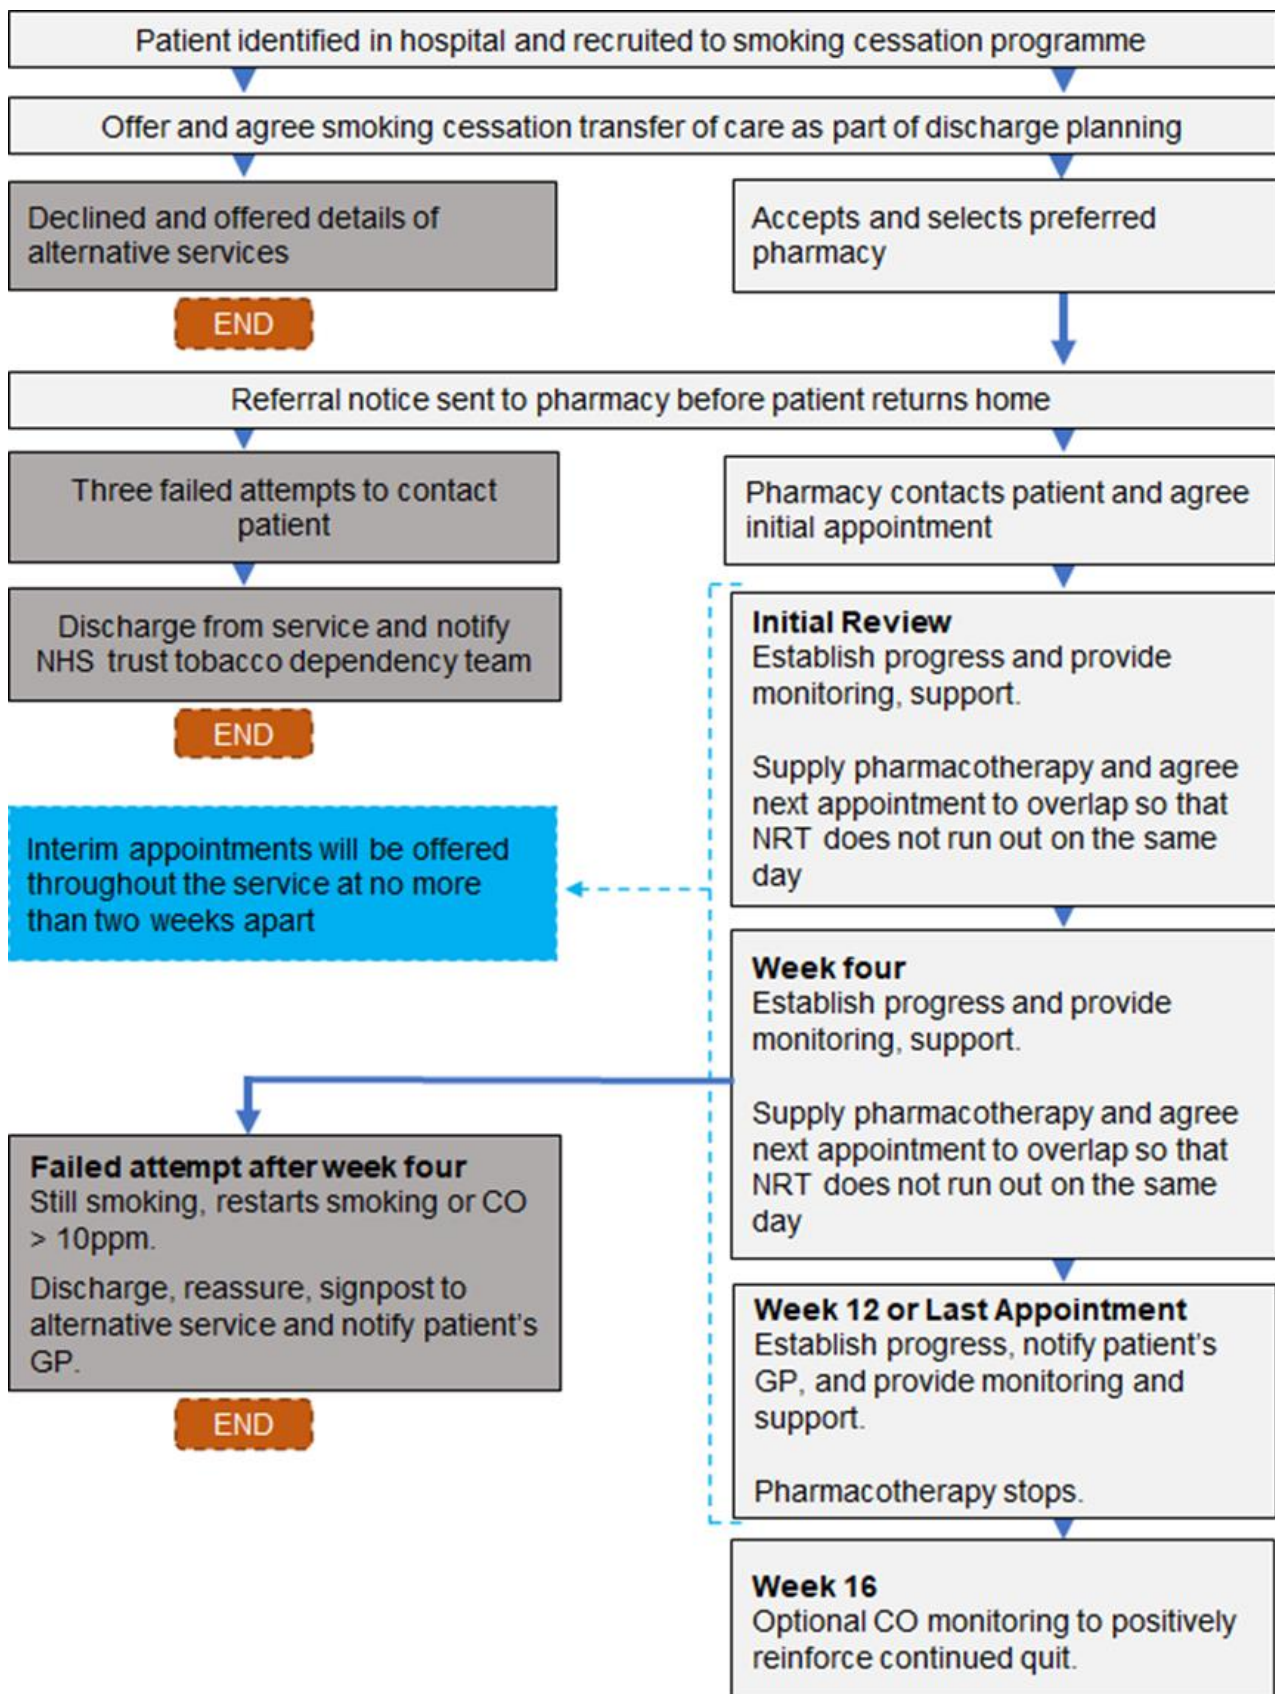 Patient identified in hospital and recruited to smoking cessation programme
Offer and agree smoking cessation transfer of care as part of discharge planning
Declined and offered details of
alternative services
END
Accepts and selects preferred
pharmacy
Referral notice sent to pharmacy before patient returns home
Three failed attempts to contact
patient
Discharge from service and notify
NHS trust tobacco dependency team
END
Pharmacy contacts patient and agree
initial appointment
Initial Review
Establish progress and provide
monitoring, support.
Supply pharmacotherapy and agree
next appointment to overlap so that
NRT does not run out on the same
day
Interim appointments will be offered
throughout the service at no more
than two weeks apart
Week four
Establish progress and provide
monitoring, support.
Supply pharmacotherapy and agree
next appointment to overlap so that
NRT does not run out on the same
day
Failed attempt after week four
Still smoking, restarts smoking or CO
> 10ppm.
Discharge, reassure, signpost to
alternative service and notify patient's
GP.
END
Week 12 or Last Appointment
Establish progress, notify patient's
GP, and provide monitoring and
support.
Pharmacotherapy stops.
Week 16
Optional CO monitoring to positively
reinforce continued quit.